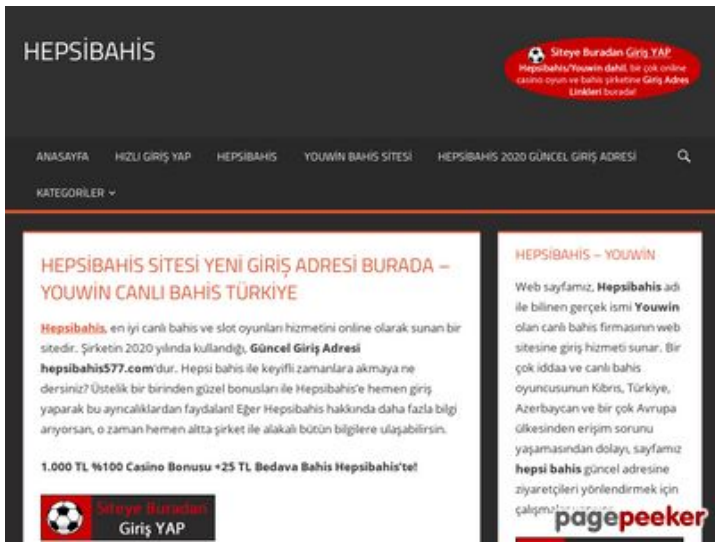 HEPSİBAHİS
Siteye Buradan Giriş YAP
Hepsibahis/Youwin dahil, bir çok online
casino oyun ve bahis şirketine Giriş Adres
Linkleri burada!
ANASAYFA HIZLI GİRİŞ YAP HEPSİBAHİS YOUWİN BAHİS SİTESİ HEPSİBAHİS 2020 GÜNCEL GİRİŞ ADRESİ
KATEGORİLER
HEPSİBAHİS SİTESİ YENİ GİRİŞ ADRESİ BURADA –
YOUWİN CANLI BAHİS TÜRKİYE
Hepsibahis, en iyi canlı bahis ve slot oyunları hizmetini online olarak sunan bir
sitedir. Şirketin 2020 yılında kullandığı, Güncel Giriş Adresi
hepsibahis577.com'dur. Hepsi bahis ile keyifli zamanlara akmaya ne
dersiniz? Üstelik bir birinden güzel bonusları ile Hepsibahis'e hemen giriş
yaparak bu ayrıcalıklardan faydalan! Eğer Hepsibahis hakkında daha fazla bilgi
arıyorsan, o zaman hemen altta şirket ile alakalı bütün bilgilere ulaşabilirsin.
1.000 TL %100 Casino Bonusu +25 TL Bedava Bahis Hepsibahis'te!
Siteye Buradan
Giriş YAP
HEPSİBAHİS – YOUWİN
Web sayfamız, Hepsibahis adı
ile bilinen gerçek ismi Youwin
olan canlı bahis firmasının web
sitesine giriş hizmeti sunar. Bir
çok iddaa ve canlı bahis
oyuncusunun Kıbrıs, Türkiye,
Azerbaycan ve bir çok Avrupa
ülkesinden erişim sorunu
yaşamasından dolayı, sayfamız
hepsi bahis güncel adresine
ziyaretçileri yönlendirmek için
pagepeeker